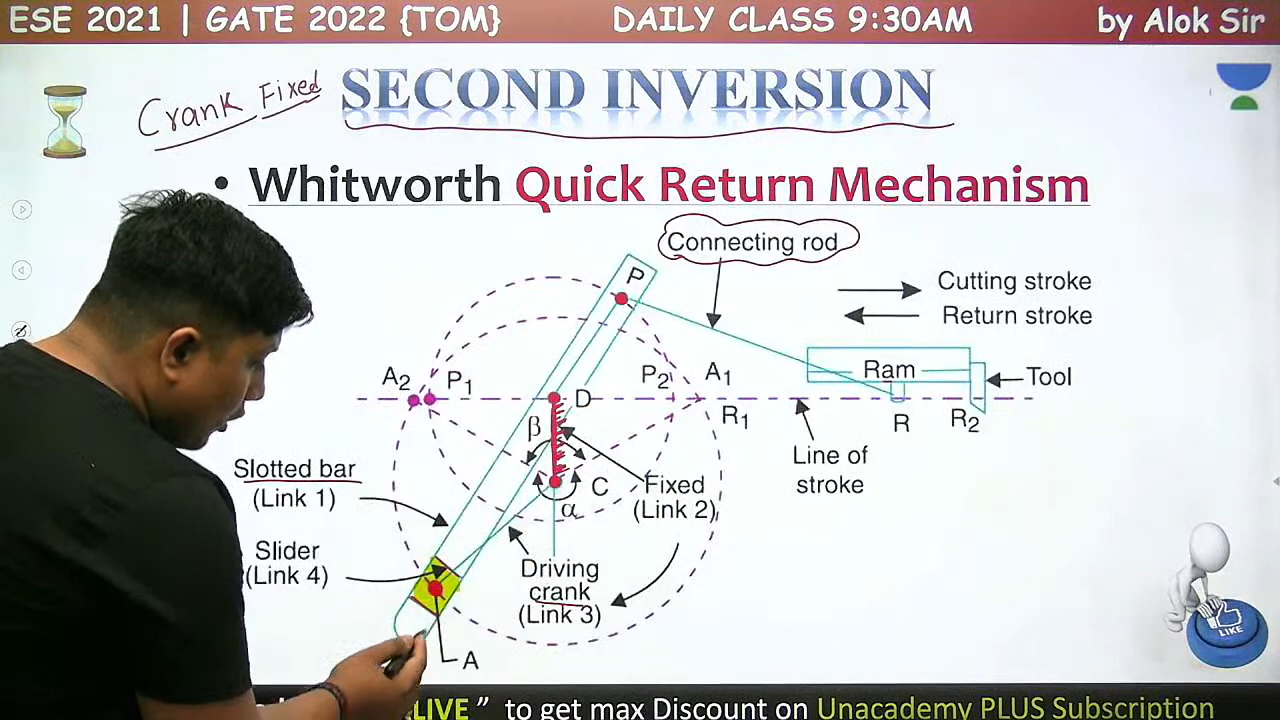 ESE 2021 | GATE 2022 {TOM} DAILY CLASS 9:30AM by Alok Sir
Crank Fixed SECOND INVERSION
• Whitworth Quick Return Mechanism
Connecting rod
P
Cutting stroke
Return stroke
A2 P1 P2 A1
D
Ram
Tool
R1 R R2
β
Line of
stroke
Slotted bar
(Link 1)
C
Fixed
(Link 2)
α
Slider
(Link 4)
Driving
crank
(Link 3)
A
LIKE
LIVE ” to get max Discount on Unacademy PLUS Subscription